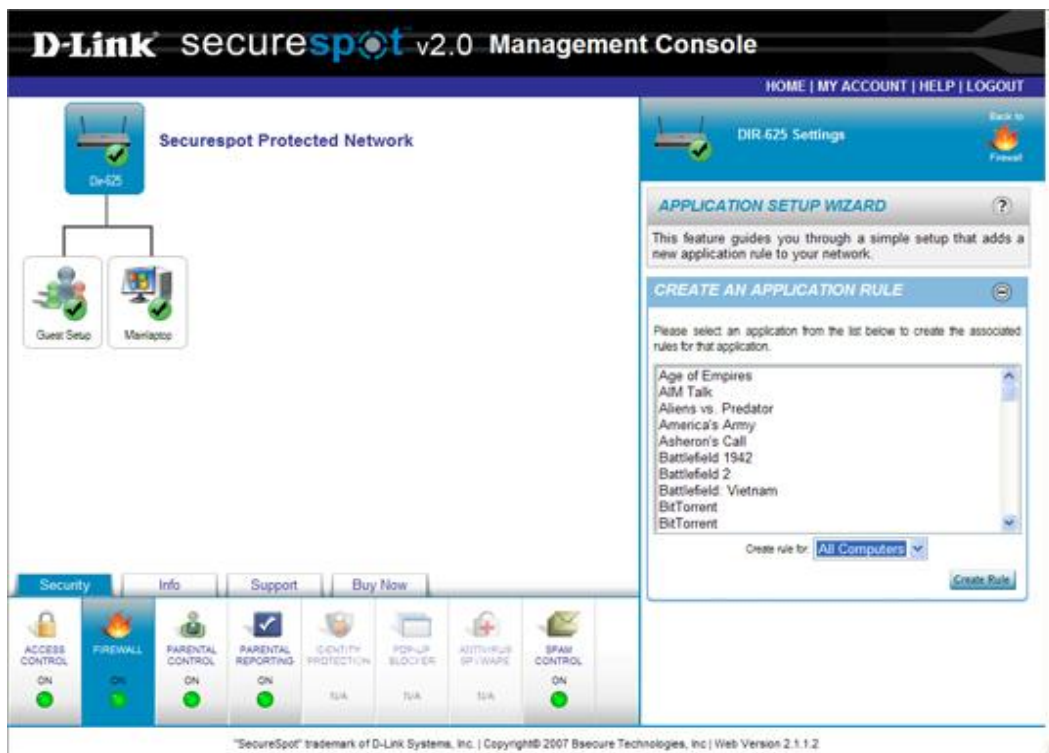 D-Link securespot v2.0 Management Console
HOME | MY ACCOUNT | HELP | LOGOUT
Dir-625
Securespot Protected Network
Guest Setup
Marrlaptop
DIR-625 Settings
Back to
Firewall
APPLICATION SETUP WIZARD
?
This feature guides you through a simple setup that adds a
new application rule to your network.
CREATE AN APPLICATION RULE
Please select an application from the list below to create the associated
rules for that application.
Age of Empires
AIM Talk
Aliens vs. Predator
America's Army
Asheron's Call
Battlefield 1942
Battlefield 2
Battlefield: Vietnam
BitTorrent
BitTorrent
Create rule for: All Computers
Create Rule
Security
Info
Support
Buy Now
ACCESS CONTROL
ON
FIREWALL
ON
PARENTAL CONTROL
ON
PARENTAL REPORTING
ON
IDENTITY PROTECTION
N/A
POP-UP BLOCKER
N/A
ANTIVIRUS SPYWARE
N/A
SPAM CONTROL
ON
"SecureSpot" trademark of D-Link Systems, Inc. | Copyright© 2007 Bsecure Technologies, Inc | Web Version 2.1.1.2